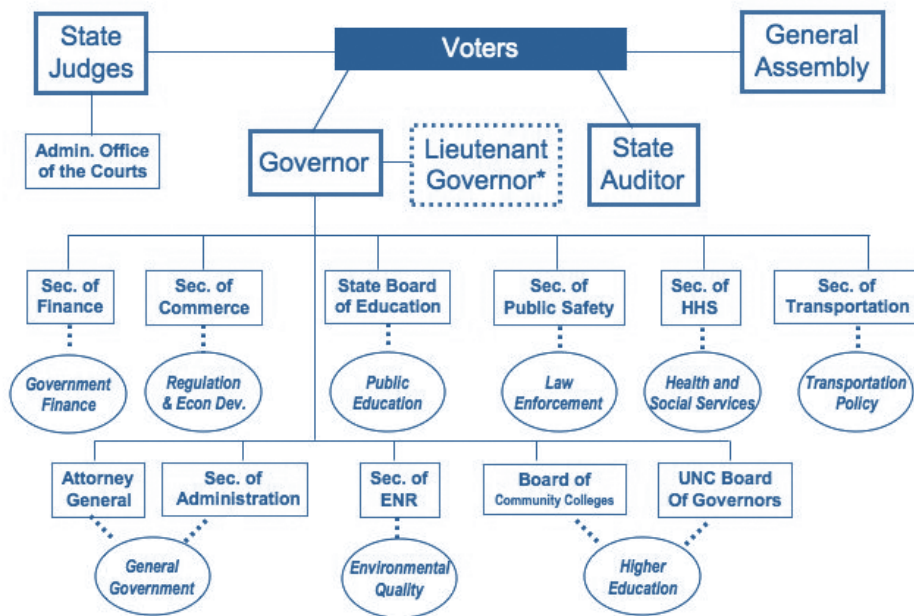 State
Judges
Voters
General
Assembly
Admin. Office
of the Courts
Governor
Lieutenant
Governor*
State
Auditor
Sec. of
Finance
Sec. of
Commerce
State Board
of Education
Sec. of
Public Safety
Sec. of
HHS
Sec. of
Transportation
Government
Finance
Regulation
& Econ Dev.
Public
Education
Law
Enforcement
Health and
Social Services
Transportation
Policy
Attorney
General
Sec. of
Administration
Sec. of
ENR
Board of
Community Colleges
UNC Board
Of Governors
General
Government
Environmental
Quality
Higher
Education